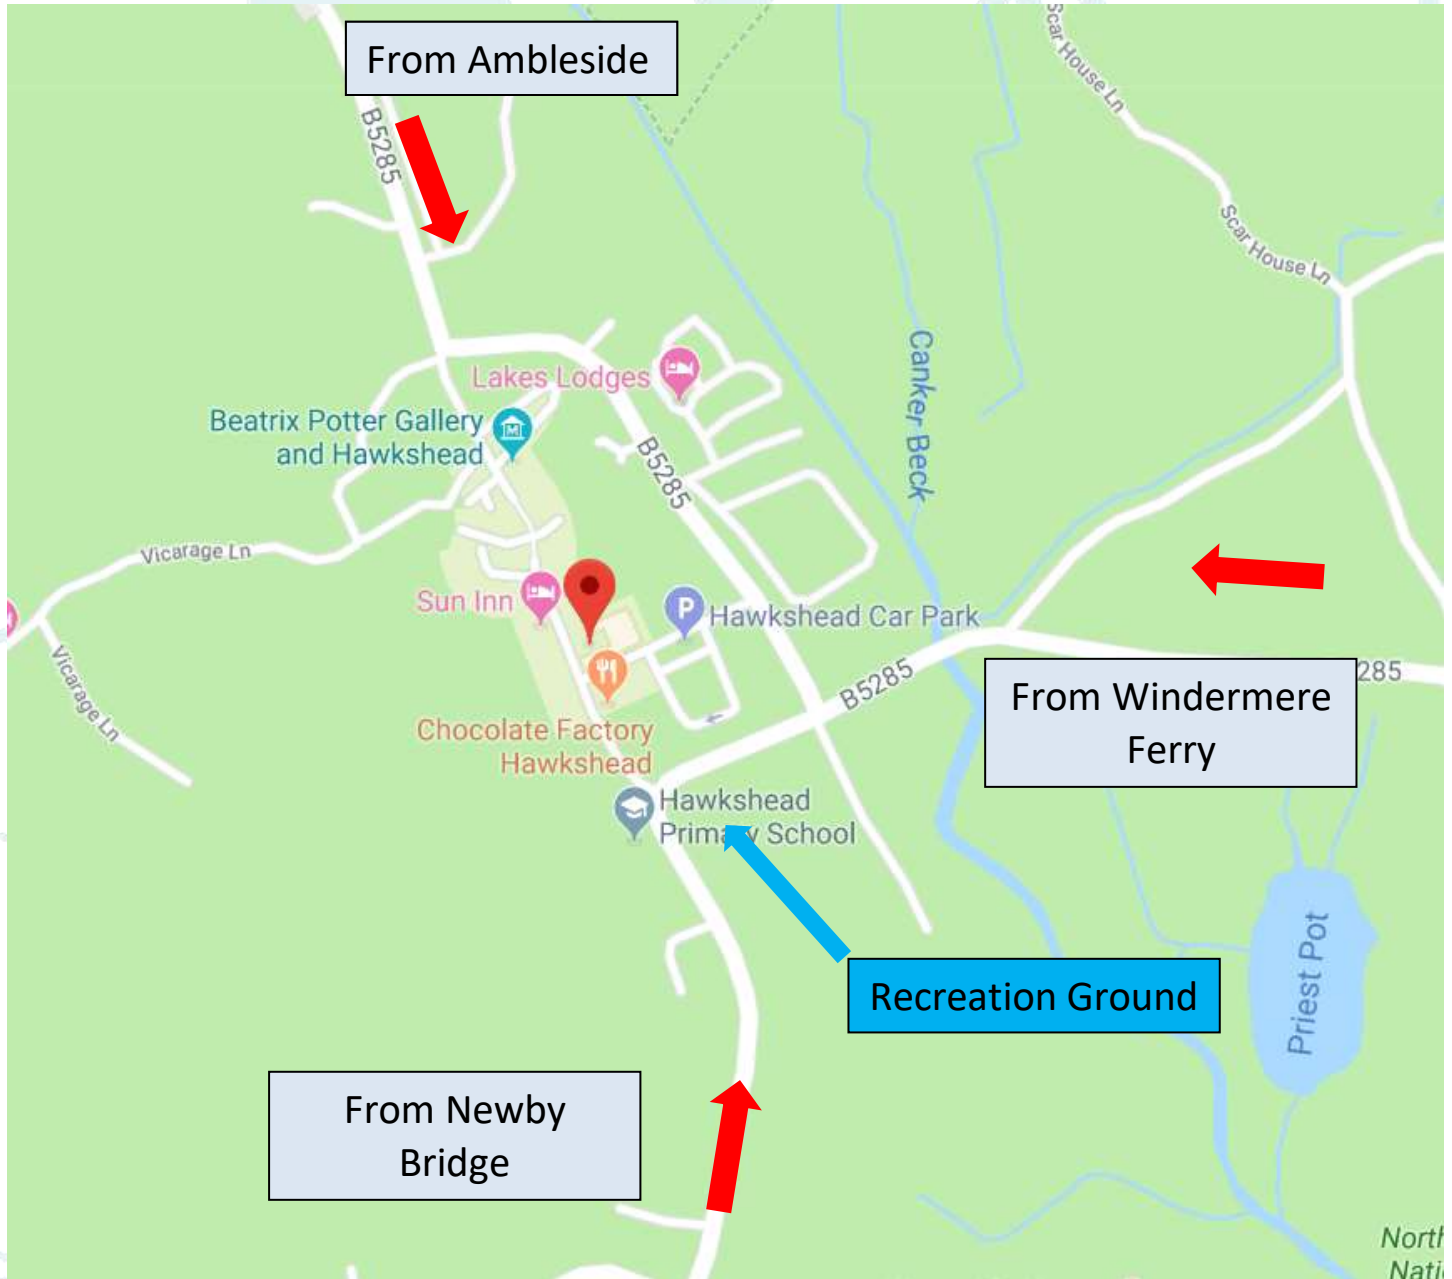 From Ambleside
B5285
Scar House Ln
Scar House Ln
Lakes Lodges
Canker Beck
Beatrix Potter Gallery
and Hawkshead
B5285
Vicarage Ln
Sun Inn
P
Hawkshead Car Park
Vicarage Ln
B5285
285
From Windermere
Ferry
Chocolate Factory
Hawkshead
Hawkshead
Primary School
Recreation Ground
Priest Pot
From Newby
Bridge
North
Nati